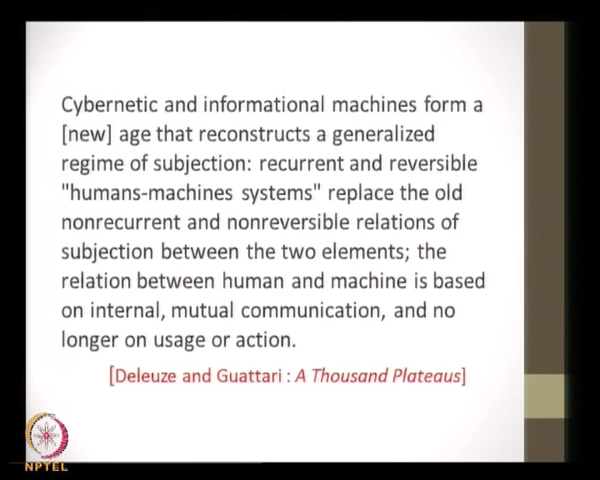 Cybernetic and informational machines form a
[new] age that reconstructs a generalized
regime of subjection: recurrent and reversible
"humans-machines systems" replace the old
nonrecurrent and nonreversible relations of
subjection between the two elements; the
relation between human and machine is based
on internal, mutual communication, and no
longer on usage or action.
[Deleuze and Guattari : A Thousand Plateaus]
NPTEL